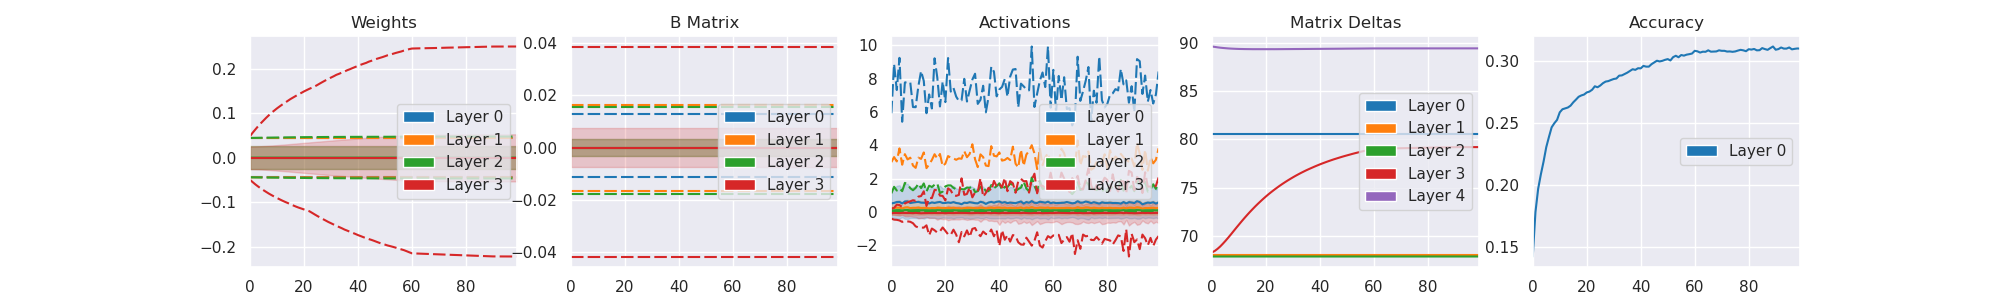 Weights
0.2
0.1
0.0
−0.1
−0.2
0 20 40 60 80
Layer 0
Layer 1
Layer 2
Layer 3
B Matrix
0.04
0.02
0.00
−0.02
−0.04
0 20 40 60 80
Layer 0
Layer 1
Layer 2
Layer 3
Activations
10
8
6
4
2
0
−2
0 20 40 60 80
Layer 0
Layer 1
Layer 2
Layer 3
Matrix Deltas
90
85
80
75
70
0 20 40 60 80
Layer 0
Layer 1
Layer 2
Layer 3
Layer 4
Accuracy
0.30
0.25
0.20
0.15
0 20 40 60 80
Layer 0